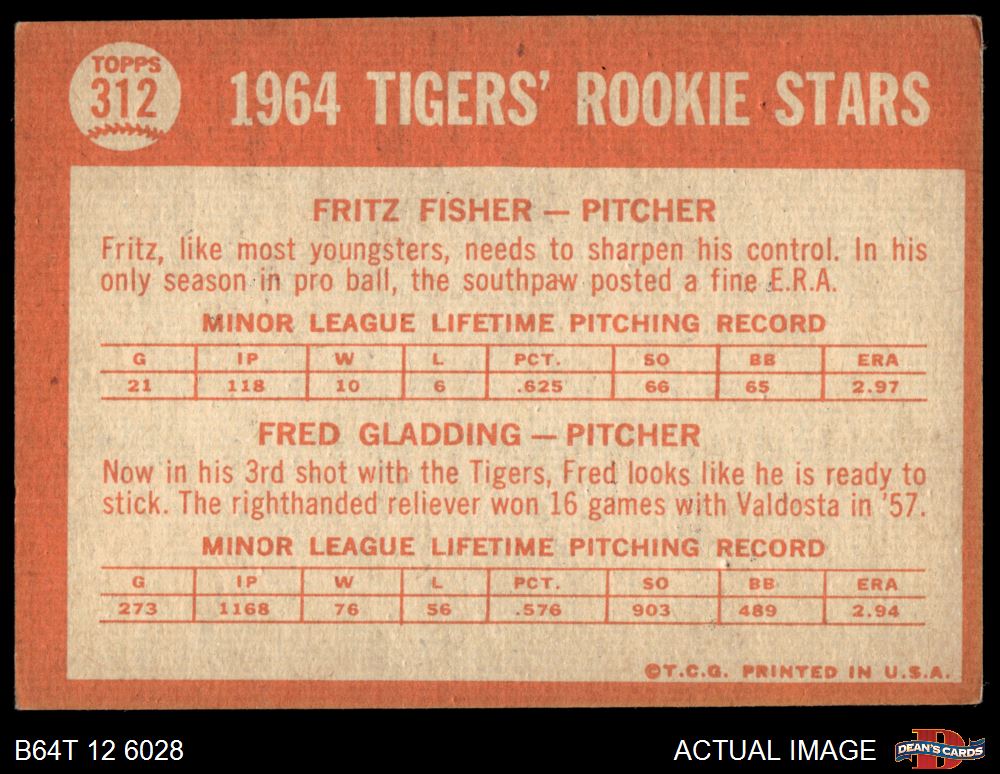 TOPPS
312
1964 TIGERS' ROOKIE STARS
FRITZ FISHER — PITCHER
Fritz, like most youngsters, needs to sharpen his control. In his
only season in pro ball, the southpaw posted a fine E.R.A.
MINOR LEAGUE LIFETIME PITCHING RECORD
G IP W L PCT. SO BB ERA
21 118 10 6 .625 66 65 2.97
FRED GLADDING — PITCHER
Now in his 3rd shot with the Tigers, Fred looks like he is ready to
stick. The righthanded reliever won 16 games with Valdosta in '57.
MINOR LEAGUE LIFETIME PITCHING RECORD
G IP W L PCT. SO BB ERA
273 1168 76 56 .576 903 489 2.94
©T.C.G. PRINTED IN U.S.A.
B64T 12 6028
ACTUAL IMAGE
DEAN'S CARDS